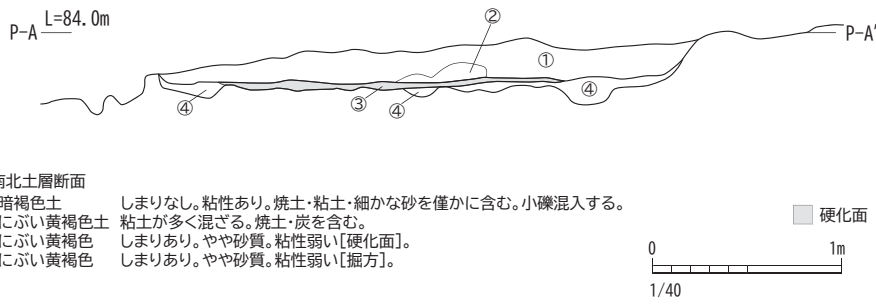 L=84.0m
P-A
P-A'
②
①
④
③
④
④
南北土層断面
暗褐色土 しまりなし。粘性あり。焼土・粘土・細かな砂を僅かに含む。小礫混入する。
にぶい黄褐色土 粘土が多く混ざる。焼土・炭を含む。
にぶい黄褐色 しまりあり。やや砂質。粘性弱い[硬化面]。
にぶい黄褐色 しまりあり。やや砂質。粘性弱い[掘方]。
硬化面
0 1m
1/40